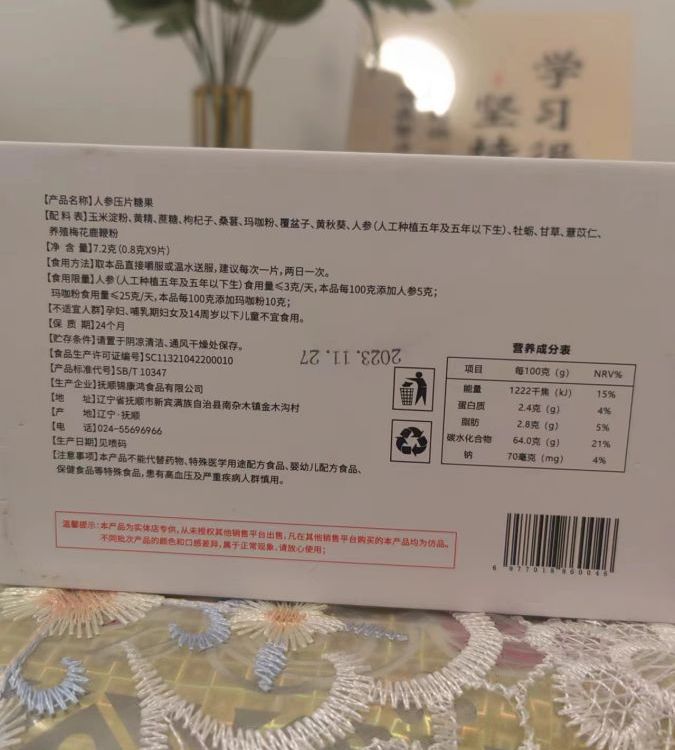 学习
坚持
【产品名称】人参压片糖果
【配 料 表】玉米淀粉、黄精、蔗糖、枸杞子、桑葚、玛咖粉、覆盆子、黄秋葵、人参(人工种植五年及五年以下生)、牡蛎、甘草、薏苡仁、
养殖梅花鹿鞭粉
【净 含 量】7.2克(0.8克X9片)
【食用方法】取本品直接嚼服或温水送服,建议每次一片,两日一次。
【食用限量】人参(人工种植五年及五年以下生)食用量≤3克/天,本品每100克添加人参5克;
玛咖粉食用量≤25克/天,本品每100克添加玛咖粉10克;
【不适宜人群】孕妇、哺乳期妇女及14周岁以下儿童不宜食用。
【保 质 期】24个月
【贮存条件】请置于阴凉清洁、通风干燥处保存。
【食品生产许可证编号】SC11321042200010
2023. 11. 27
【产品标准代号】SB/T 10347
【生产企业】抚顺锦康鸿食品有限公司
【地 址】辽宁省抚顺市新宾满族自治县南杂木镇金木沟村
【产 地】辽宁·抚顺
【电 话】024-55696966
【生产日期】见喷码
【注意事项】本产品不能代替药物、特殊医学用途配方食品、婴幼儿配方食品、
保健食品等特殊食品,患有高血压及严重疾病人群慎用。
营养成分表
项目 每100克(g) NRV%
能量 1222千焦(kJ) 15%
蛋白质 2.4克(g) 4%
脂肪 2.8克(g) 5%
碳水化合物 64.0克(g) 21%
钠 70毫克(mg) 4%
温馨提示:本产品为实体店专供,从未授权其他销售平台出售,凡在其他销售平台购买的本产品均为仿品。
不同批次产品的颜色和口感差异,属于正常现象,请放心使用;
6 977018 860046